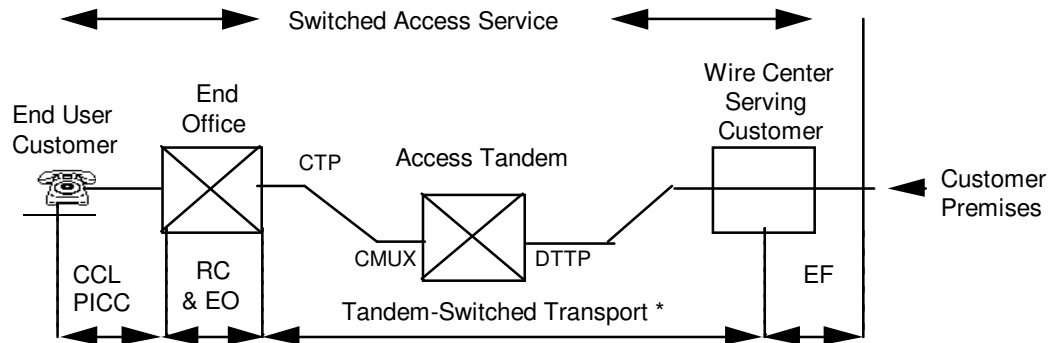 Switched Access Service
End User
Customer
End
Office
CTP
Access Tandem
Wire Center
Serving
Customer
Customer
Premises
CMUX
DTTP
CCL
PICC
RC
& EO
Tandem-Switched Transport *
EF